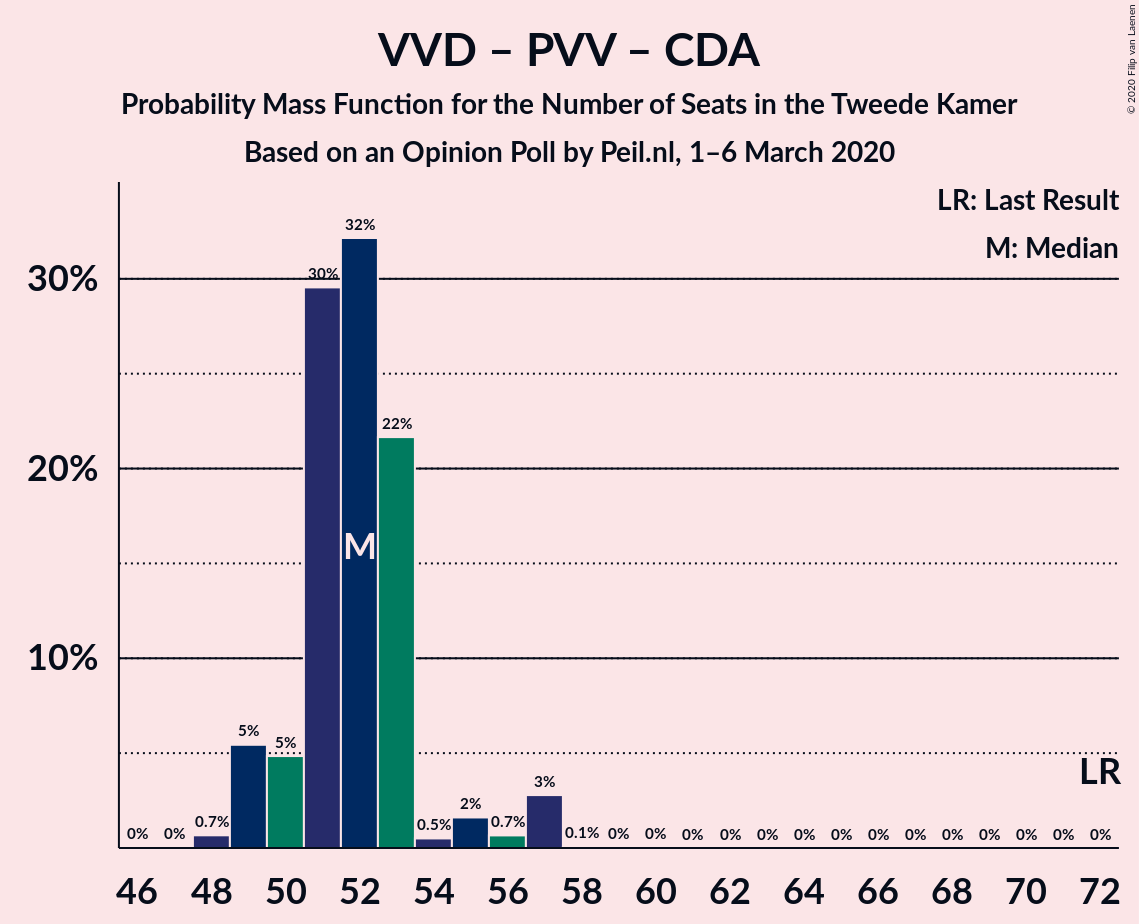 VVD – PVV – CDA
Probability Mass Function for the Number of Seats in the Tweede Kamer
Based on an Opinion Poll by Peil.nl, 1–6 March 2020
© 2020 Filip van Laenen
LR: Last Result
M: Median
30%
20%
10%
0% 0% 0.7% 5% 5% 30% 32% 22% 0.5% 2% 0.7% 3% 0.1% 0% 0% 0% 0% 0% 0% 0% 0% 0% 0% 0% 0% 0% 0%
M
LR
46 48 50 52 54 56 58 60 62 64 66 68 70 72